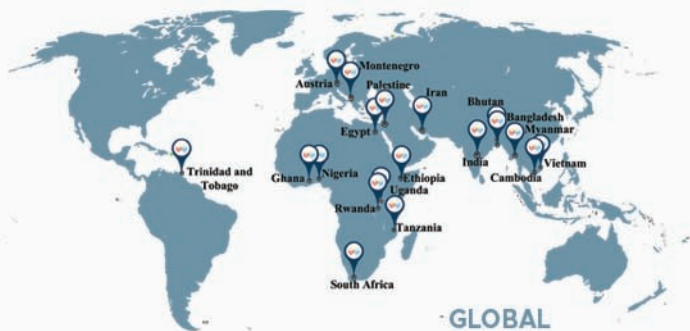 Montenegro
Austria
Palestine
Iran
Bhutan
Bangladesh
Egypt
Myanmar
India
Vietnam
Trinidad and
Tobago
Ghana
Nigeria
Ethiopia
Cambodia
Uganda
Rwanda
Tanzania
South Africa
GLOBAL